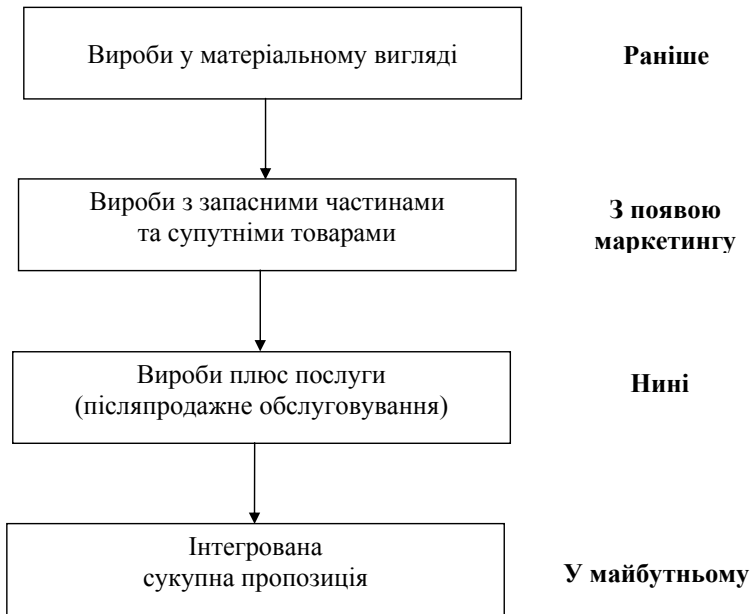 Вироби у матеріальному вигляді
Раніше
Вироби з запасними частинами
та супутніми товарами
З появою
маркетингу
Вироби плюс послуги
(післяпродажне обслуговування)
Нині
Інтегрована
сукупна пропозиція
У майбутньому